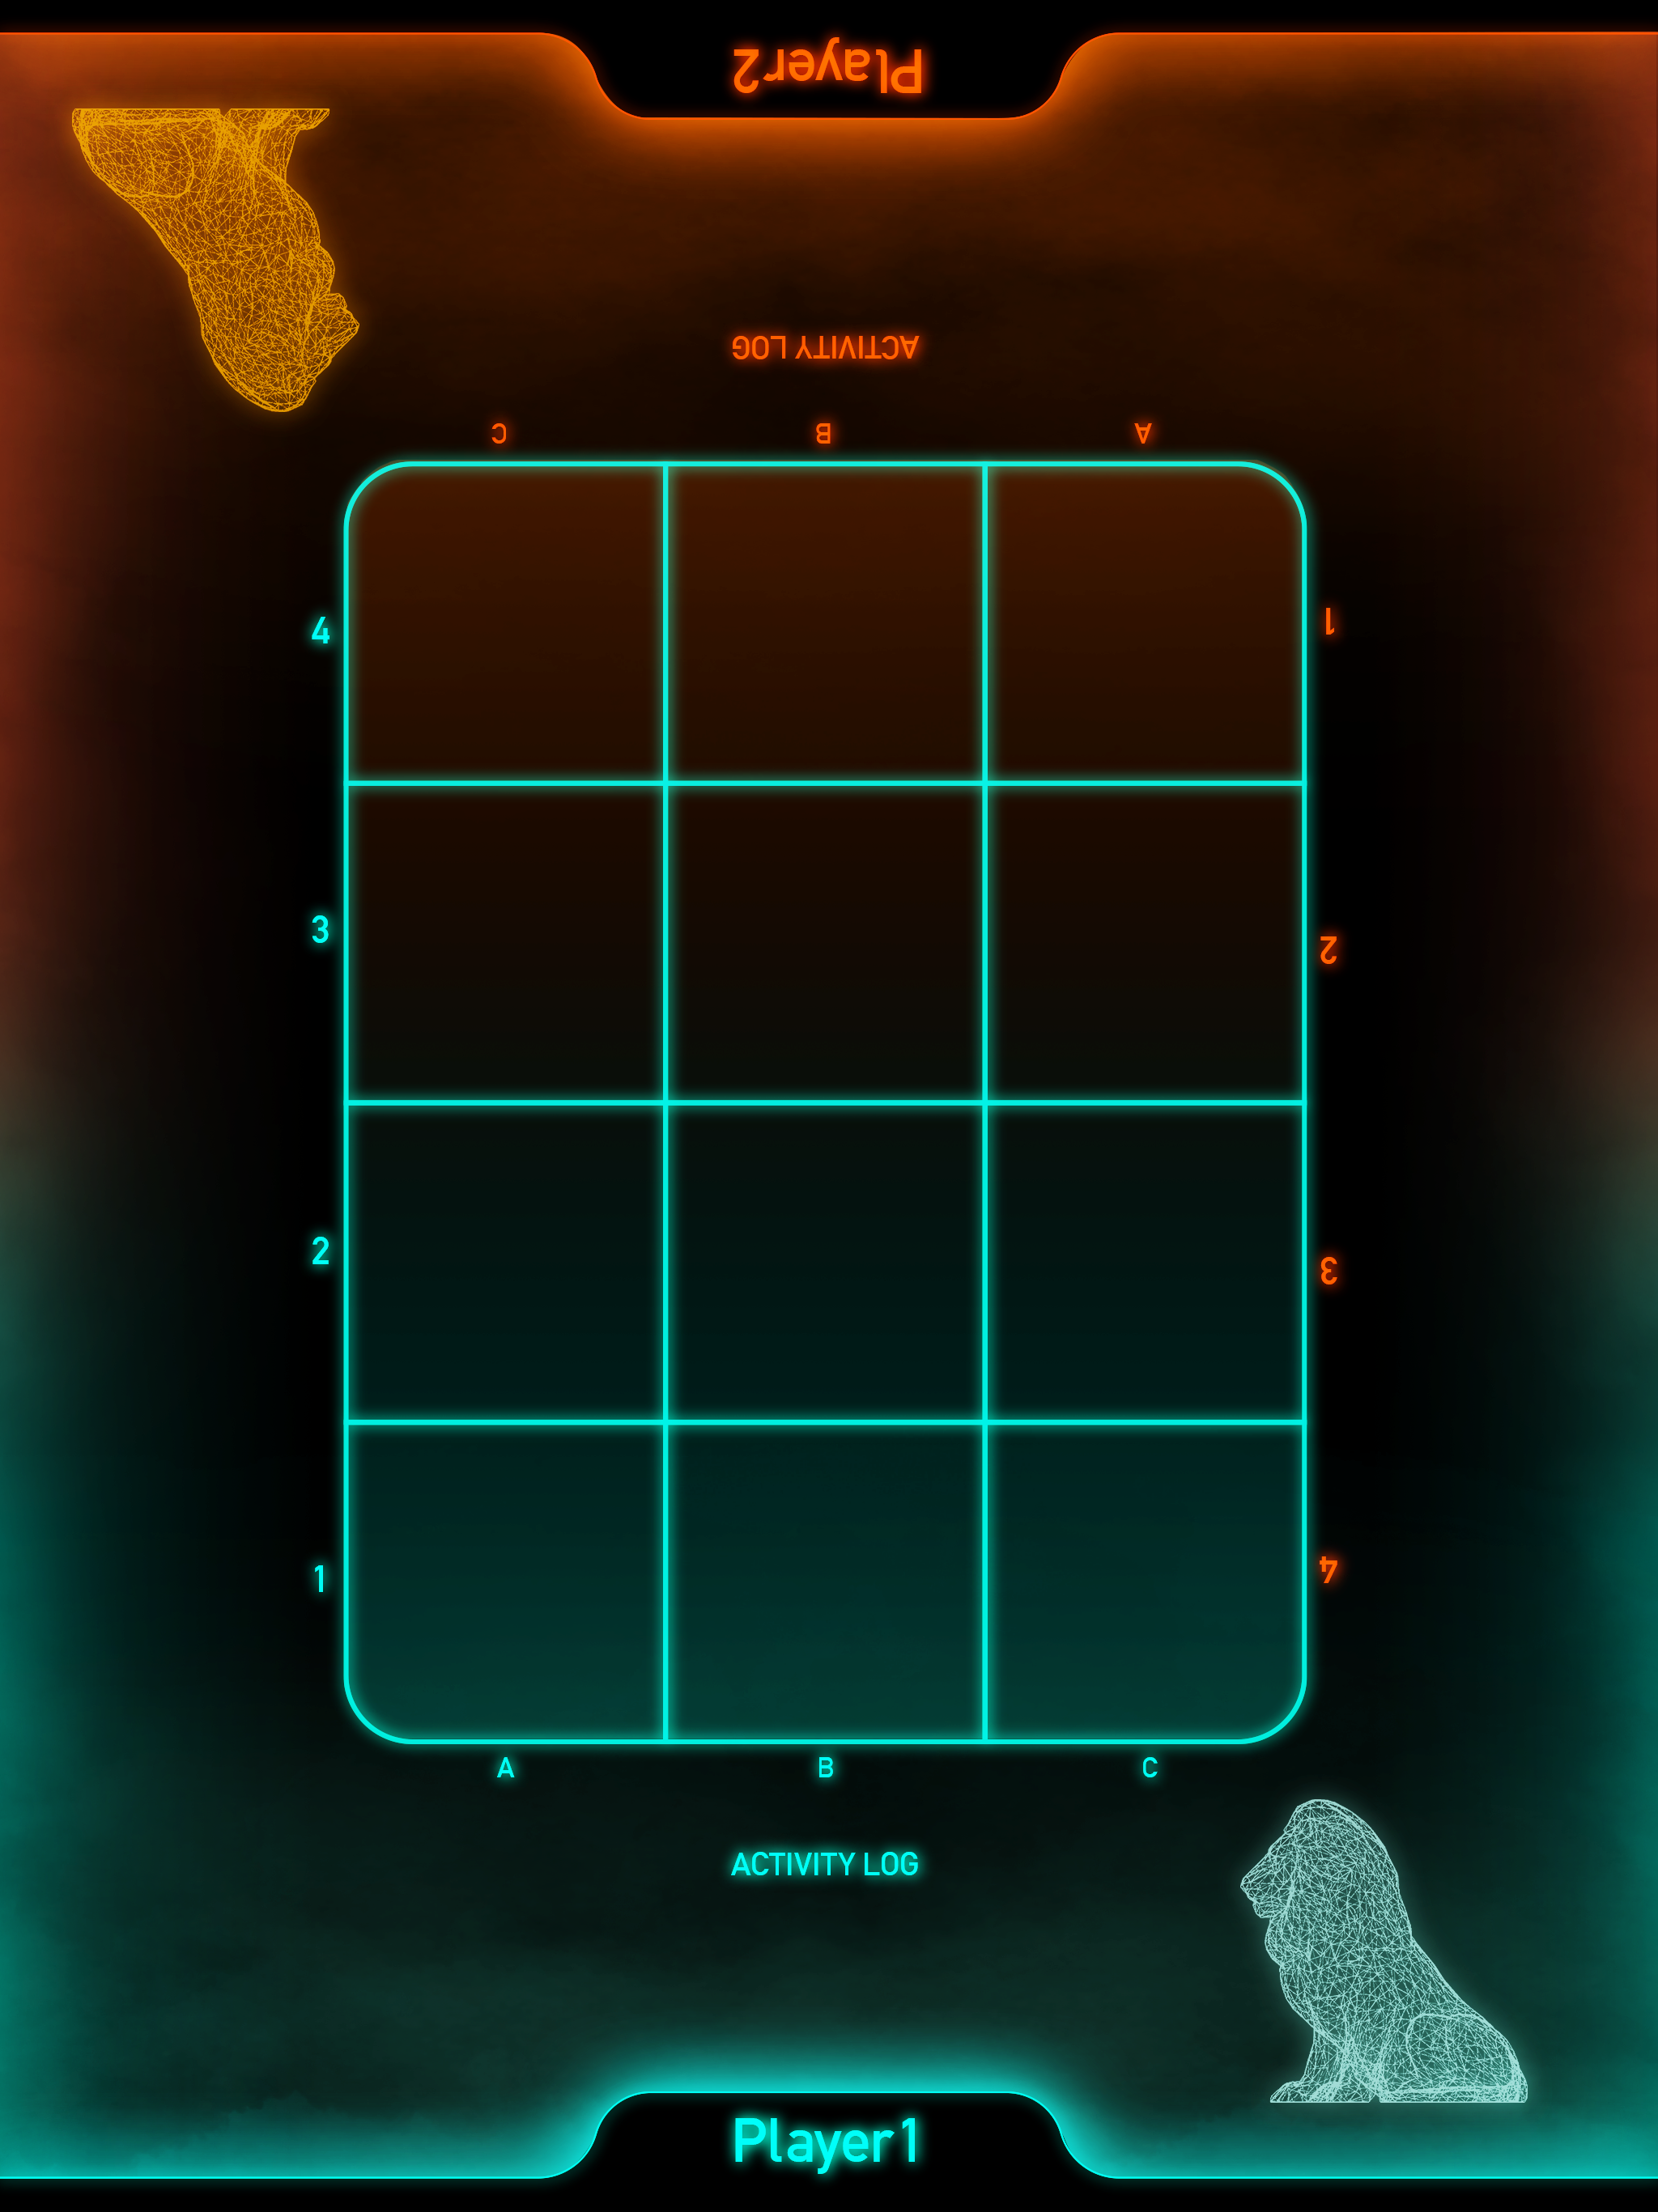 Player2
ACTIVITY LOG
C B A
4 1
3 2
2 3
1 4
A B C
ACTIVITY LOG
Player1